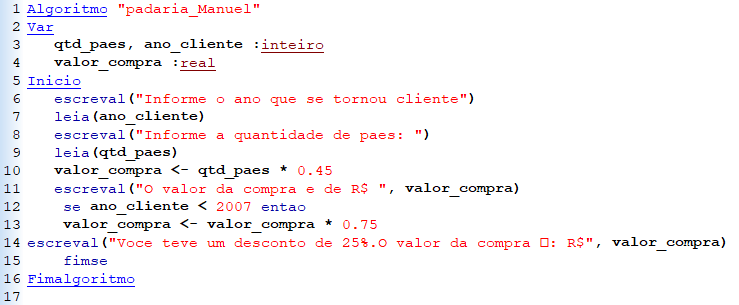 1 Algoritmo "padaria_Manuel"
2 Var
3 qtd_paes, ano_cliente :inteiro
4 valor_compra :real
5 Inicio
6 escreval("Informe o ano que se tornou cliente")
7 leia(ano_cliente)
8 escreval("Informe a quantidade de paes: ")
9 leia(qtd_paes)
10 valor_compra <- qtd_paes * 0.45
11 escreval("O valor da compra e de R$ ", valor_compra)
12 se ano_cliente < 2007 entao
13 valor_compra <- valor_compra * 0.75
14 escreval("Voce teve um desconto de 25%.O valor da compra □: R$", valor_compra)
15 fimse
16 Fimalgoritmo
17